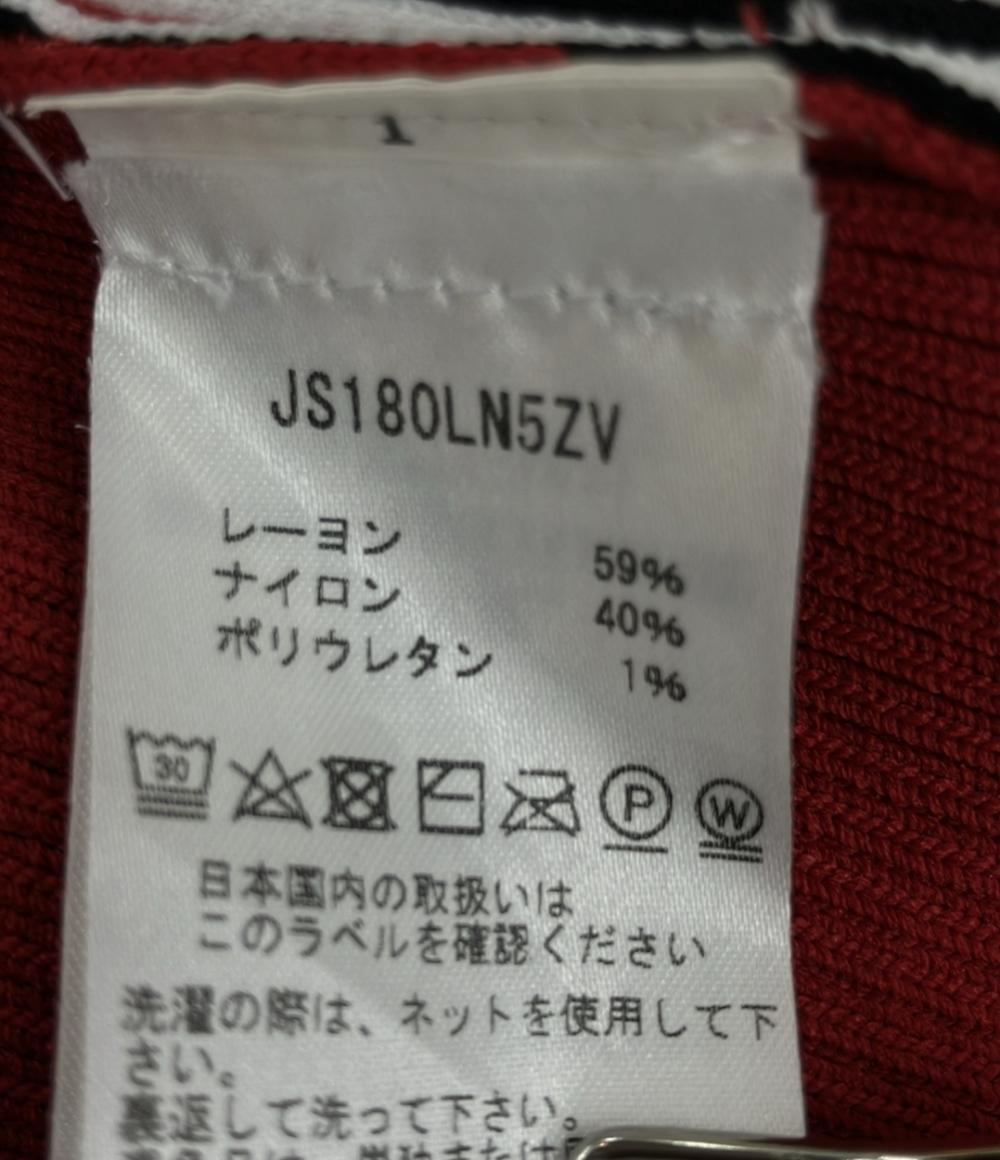 1
JS180LN5ZV
レーヨン 59%
ナイロン 40%
ポリウレタン 1%
30
P
W
日本国内の取扱いは
このラベルを確認ください
洗濯の際は、ネットを使用して下
さい。
裏返して洗って下さい。